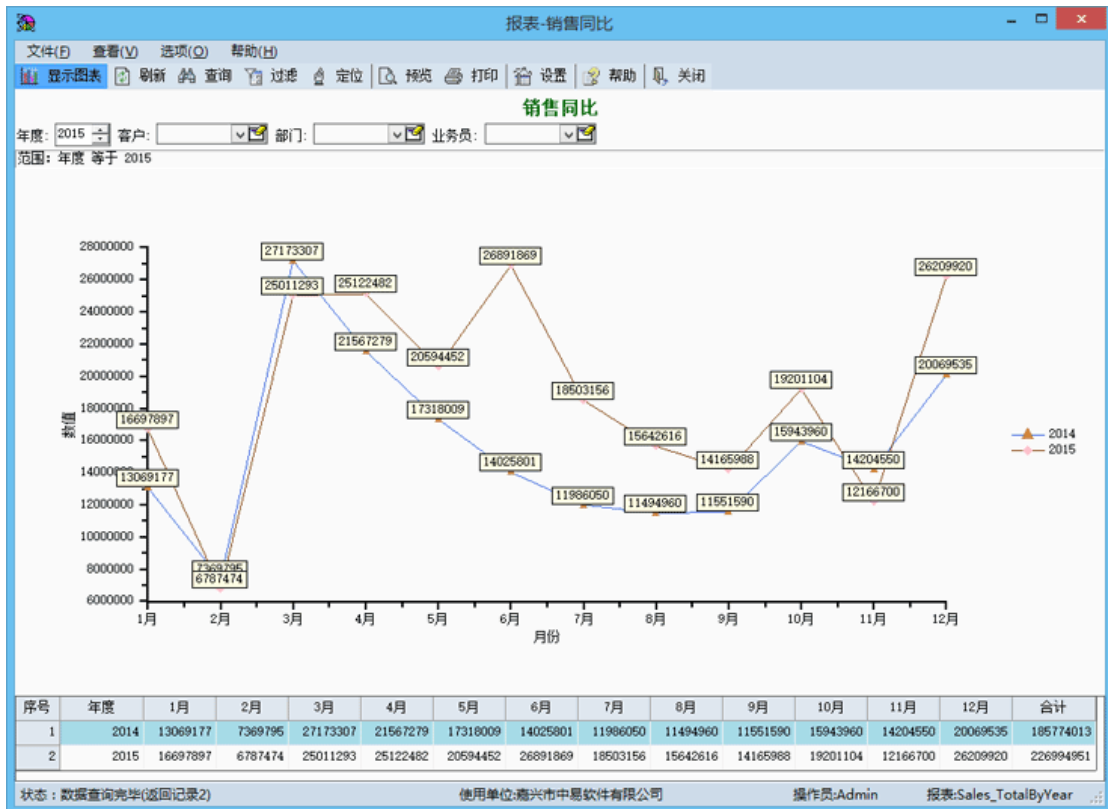 报表-销售同比
文件(F) 查看(V) 选项(O) 帮助(H)
显示图表 刷新 查询 过滤 定位 预览 打印 设置 帮助 关闭
销售同比
年度: 2015 客户: 部门: 业务员:
范围: 年度 等于 2015
28000000
26000000
24000000
22000000
20000000
18000000
16000000
14000000
12000000
10000000
8000000
6000000
数值
27173307
25011293
25122482
26891869
26209920
21567279
20594452
20069535
18503156
19201104
16697897
17318009
15642616
15943960
13069177
14025801
14165988
14204550
11986050
11494960
11551590
12166700
7369795
6787474
2014
2015
1月 2月 3月 4月 5月 6月 7月 8月 9月 10月 11月 12月
月份
序号 年度 1月 2月 3月 4月 5月 6月 7月 8月 9月 10月 11月 12月 合计
1 2014 13069177 7369795 27173307 21567279 17318009 14025801 11986050 11494960 11551590 15943960 14204550 20069535 185774013
2 2015 16697897 6787474 25011293 25122482 20594452 26891869 18503156 15642616 14165988 19201104 12166700 26209920 226994951
状态：数据查询完毕(返回记录2) 使用单位:嘉兴市中易软件有限公司 操作员:Admin 报表:Sales_TotalByYear